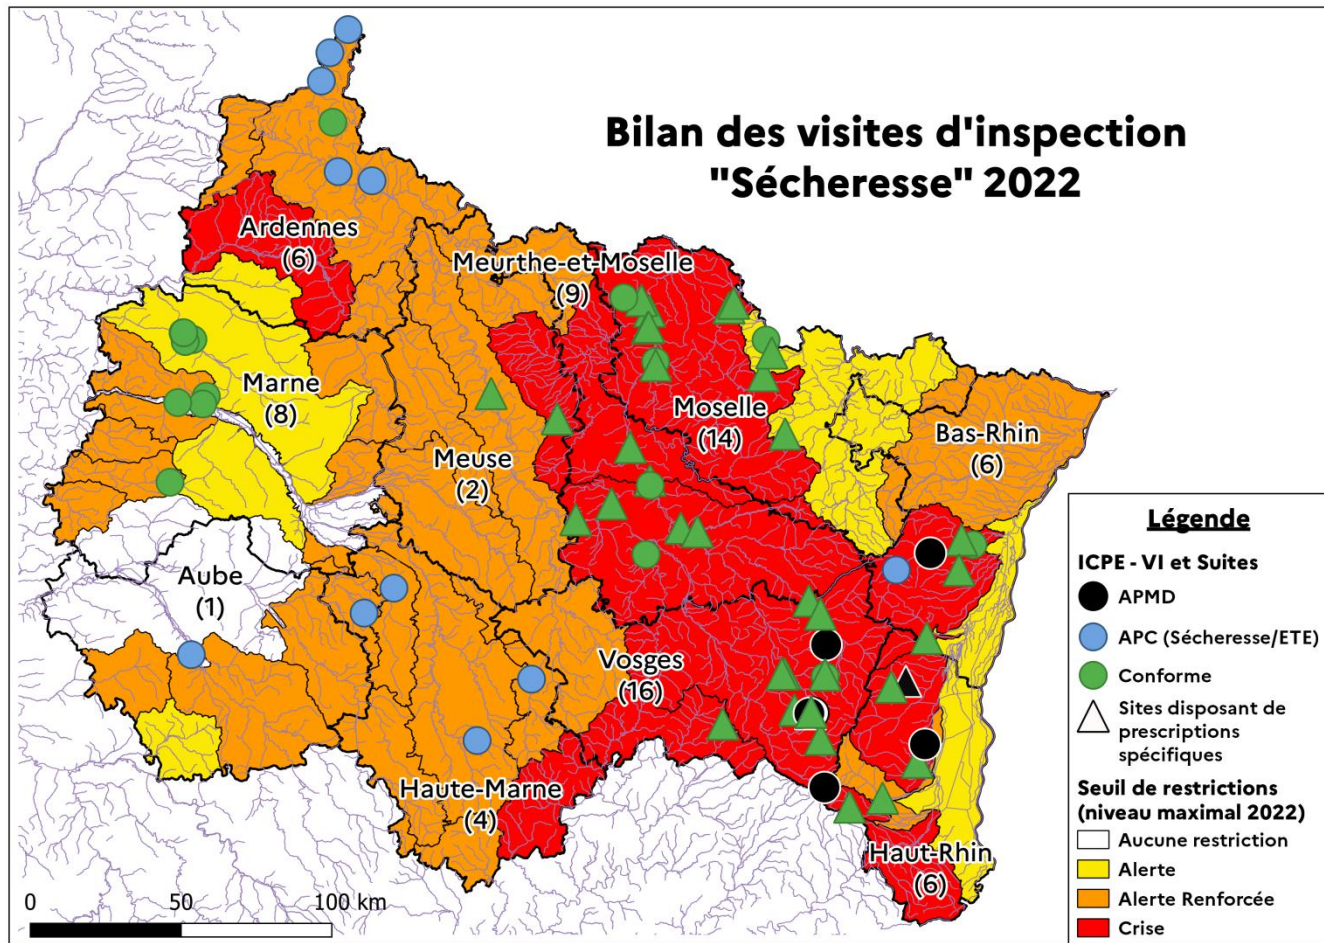 Bilan des visites d'inspection
"Sécheresse" 2022
Ardennes
(6)
Meurthe-et-Moselle
(9)
Marne
(8)
Moselle
(14)
Bas-Rhin
(6)
Meuse
(2)
Aube
(1)
Vosges
(16)
Haute-Marne
(4)
Haut-Rhin
(6)
Légende
ICPE - VI et Suites
APMD
APC (Sécheresse/ETE)
Conforme
Sites disposant de
prescriptions
spécifiques
Seuil de restrictions
(niveau maximal 2022)
Aucune restriction
Alerte
Alerte Renforcée
Crise
0 50 100 km